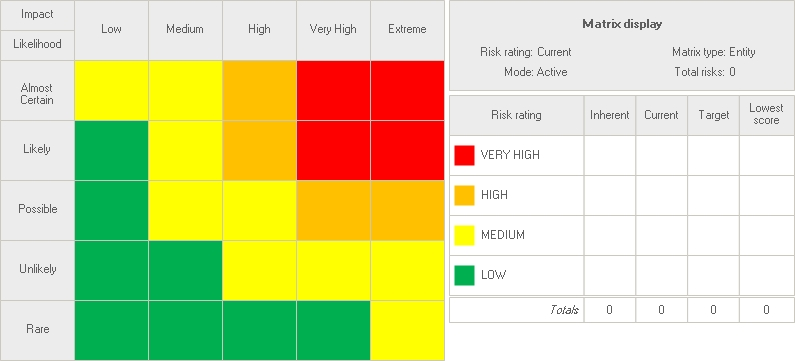 Impact
Likelihood
Low
Medium
High
Very High
Extreme
Almost
Certain
Likely
Possible
Unlikely
Rare
Matrix display
Risk rating: Current
Matrix type: Entity
Mode: Active
Total risks: 0
Risk rating
Inherent
Current
Target
Lowest
score
VERY HIGH
HIGH
MEDIUM
LOW
Totals
0
0
0
0